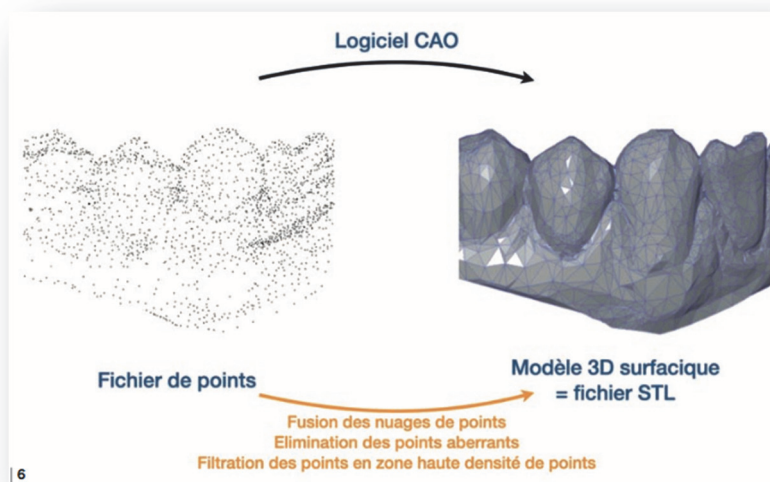 Logiciel CAO
Fichier de points
Modèle 3D surfacique
= fichier STL
Fusion des nuages de points
Elimination des points aberrants
Filtration des points en zone haute densité de points
| 6